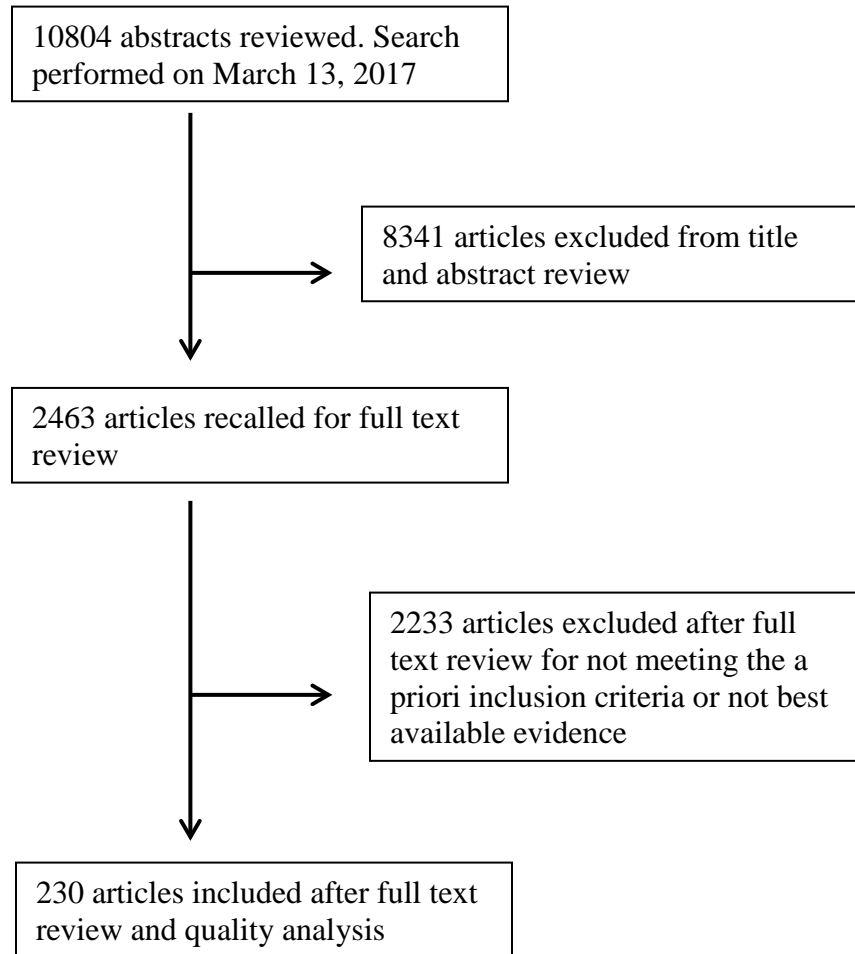 10804 abstracts reviewed. Search
performed on March 13, 2017
8341 articles excluded from title
and abstract review
2463 articles recalled for full text
review
2233 articles excluded after full
text review for not meeting the a
priori inclusion criteria or not best
available evidence
230 articles included after full text
review and quality analysis